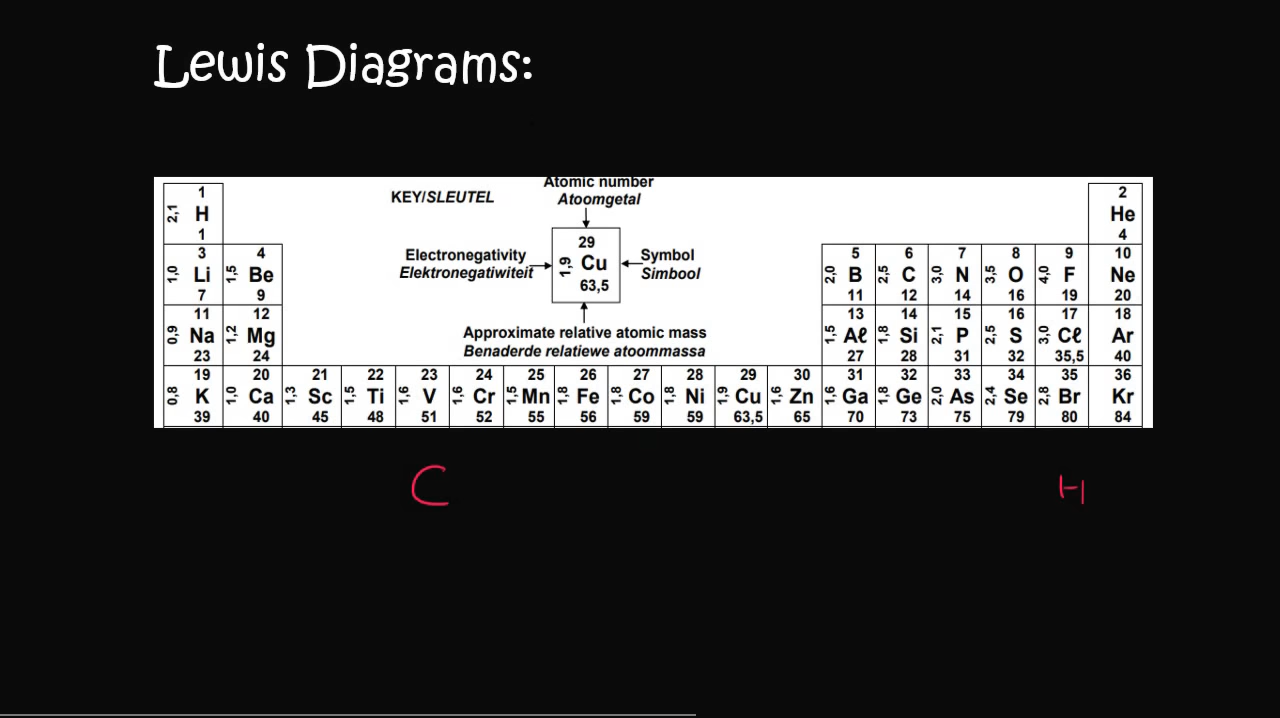 Lewis Diagrams:
Atomic number
KEY/SLEUTEL Atoomgetal
1 2
2,1 H He
1 29 4
3 4 Electronegativity 1,9 Cu Symbol 5 6 7 8 9 10
1,0 Li 1,5 Be Elektronegatiwiteit Simbool 2,0 B 2,5 C 3,0 N 3,5 O 4,0 F Ne
7 9 63,5 11 12 14 16 19 20
11 12 13 14 15 16 17 18
0,9 Na 1,2 Mg Approximate relative atomic mass 1,5 Aℓ 1,8 Si 2,1 P 2,5 S 3,0 Cℓ Ar
23 24 Benaderde relatiewe atoommassa 27 28 31 32 35,5 40
19 20 21 22 23 24 25 26 27 28 29 30 31 32 33 34 35 36
0,8 K 1,0 Ca 1,3 Sc 1,5 Ti 1,6 V 1,6 Cr 1,5 Mn 1,8 Fe 1,8 Co 1,8 Ni 1,9 Cu 1,6 Zn 1,6 Ga 1,8 Ge 2,0 As 2,4 Se 2,8 Br Kr
39 40 45 48 51 52 55 56 59 59 63,5 65 70 73 75 79 80 84
C H